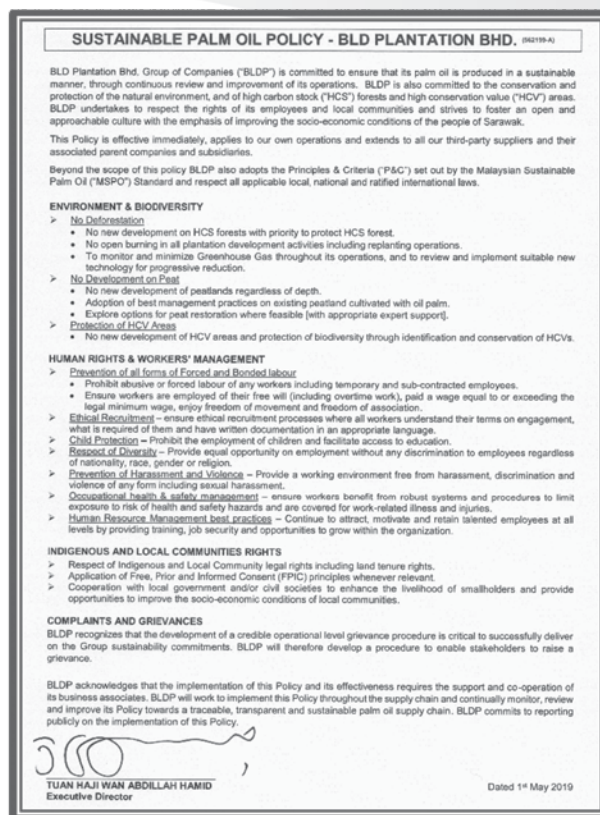 SUSTAINABLE PALM OIL POLICY - BLD PLANTATION BHD. (562199-A)
BLD Plantation Bhd. Group of Companies ("BLDP") is committed to ensure that its palm oil is produced in a sustainable
manner, through continuous review and improvement of its operations. BLDP is also committed to the conservation and
protection of the natural environment, and of high carbon stock ("HCS") forests and high conservation value ("HCV") areas.
BLDP undertakes to respect the rights of its employees and local communities and strives to foster an open and
approachable culture with the emphasis of improving the socio-economic conditions of the people of Sarawak.
This Policy is effective immediately, applies to our own operations and extends to all our third-party suppliers and their
associated parent companies and subsidiaries.
Beyond the scope of this policy BLDP also adopts the Principles & Criteria ("P&C") set out by the Malaysian Sustainable
Palm Oil ("MSPO") Standard and respect all applicable local, national and ratified international laws.
ENVIRONMENT & BIODIVERSITY
➢ No Deforestation
• No new development on HCS forests with priority to protect HCS forest.
• No open burning in all plantation development activities including replanting operations.
• To monitor and minimize Greenhouse Gas throughout its operations, and to review and implement suitable new
technology for progressive reduction.
➢ No Development on Peat
• No new development of peatlands regardless of depth.
• Adoption of best management practices on existing peatland cultivated with oil palm.
• Explore options for peat restoration where feasible [with appropriate expert support].
➢ Protection of HCV Areas
• No new development of HCV areas and protection of biodiversity through identification and conservation of HCVs.
HUMAN RIGHTS & WORKERS' MANAGEMENT
➢ Prevention of all forms of Forced and Bonded labour
• Prohibit abusive or forced labour of any workers including temporary and sub-contracted employees.
• Ensure workers are employed of their free will (including overtime work), paid a wage equal to or exceeding the
legal minimum wage, enjoy freedom of movement and freedom of association.
➢ Ethical Recruitment – ensure ethical recruitment processes where all workers understand their terms on engagement,
what is required of them and have written documentation in an appropriate language.
➢ Child Protection – Prohibit the employment of children and facilitate access to education.
➢ Respect of Diversity – Provide equal opportunity on employment without any discrimination to employees regardless
of nationality, race, gender or religion.
➢ Prevention of Harassment and Violence – Provide a working environment free from harassment, discrimination and
violence of any form including sexual harassment.
➢ Occupational health & safety management – ensure workers benefit from robust systems and procedures to limit
exposure to risk of health and safety hazards and are covered for work-related illness and injuries.
➢ Human Resource Management best practices – Continue to attract, motivate and retain talented employees at all
levels by providing training, job security and opportunities to grow within the organization.
INDIGENOUS AND LOCAL COMMUNITIES RIGHTS
➢ Respect of Indigenous and Local Community legal rights including land tenure rights.
➢ Application of Free, Prior and Informed Consent (FPIC) principles whenever relevant.
➢ Cooperation with local government and/or civil societies to enhance the livelihood of smallholders and provide
opportunities to improve the socio-economic conditions of local communities.
COMPLAINTS AND GRIEVANCES
BLDP recognizes that the development of a credible operational level grievance procedure is critical to successfully deliver
on the Group sustainability commitments. BLDP will therefore develop a procedure to enable stakeholders to raise a
grievance.
BLDP acknowledges that the implementation of this Policy and its effectiveness requires the support and co-operation of
its business associates. BLDP will work to implement this Policy throughout the supply chain and continually monitor, review
and improve its Policy towards a traceable, transparent and sustainable palm oil supply chain. BLDP commits to reporting
publicly on the implementation of this Policy.
TUAN HAJI WAN ABDILLAH HAMID
Executive Director
Dated 1st May 2019